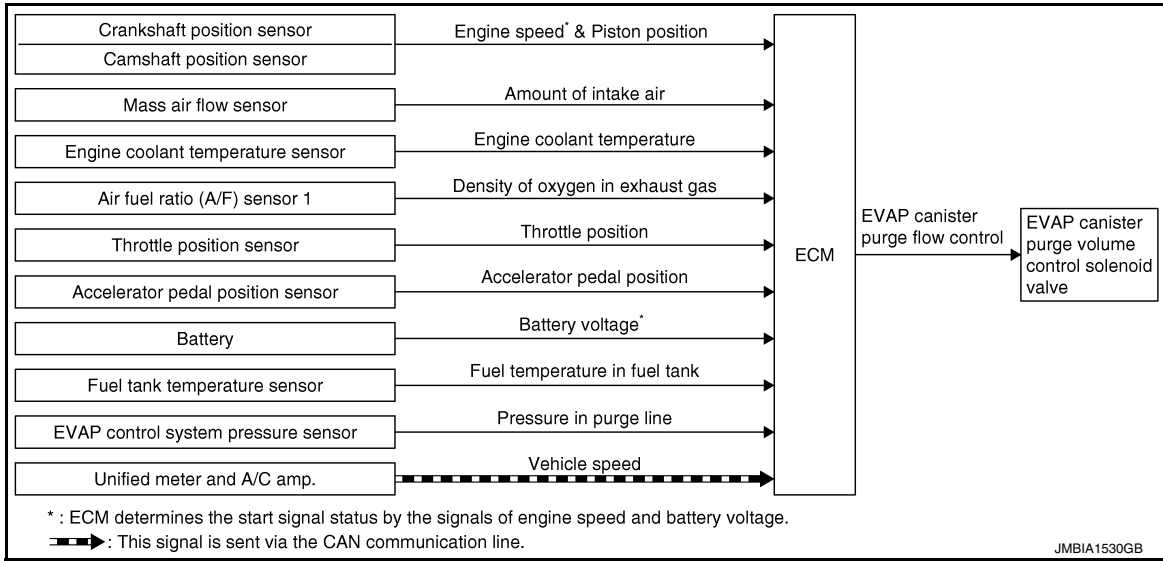 Crankshaft position sensor
Camshaft position sensor
Engine speed* & Piston position
Mass air flow sensor
Amount of intake air
Engine coolant temperature sensor
Engine coolant temperature
Air fuel ratio (A/F) sensor 1
Density of oxygen in exhaust gas
Throttle position sensor
Throttle position
Accelerator pedal position sensor
Accelerator pedal position
Battery
Battery voltage*
Fuel tank temperature sensor
Fuel temperature in fuel tank
EVAP control system pressure sensor
Pressure in purge line
Unified meter and A/C amp.
Vehicle speed
ECM
EVAP canister
purge flow control
EVAP canister
purge volume
control solenoid
valve
* : ECM determines the start signal status by the signals of engine speed and battery voltage.
: This signal is sent via the CAN communication line.
JMBIA1530GB